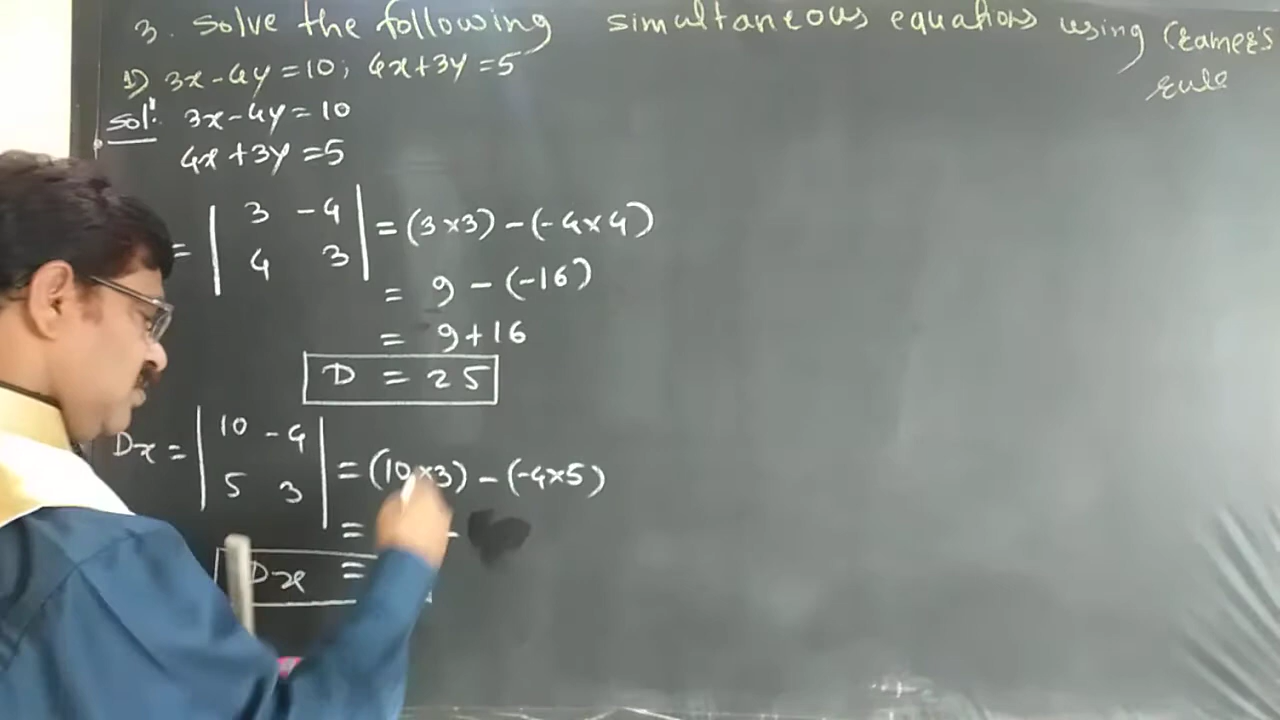 3. Solve the following simultaneous equations using Cramer's rule
1) 3x-4y=10; 4x+3y=5
Sol: 3x-4y=10
4x+3y=5
= | 3 -4 | = (3×3)-(-4×4)
| 4 3 |
= 9-(-16)
= 9+16
D = 25
Dx = | 10 -4 | = (10×3)-(-4×5)
| 5 3 |
= -
Dx =